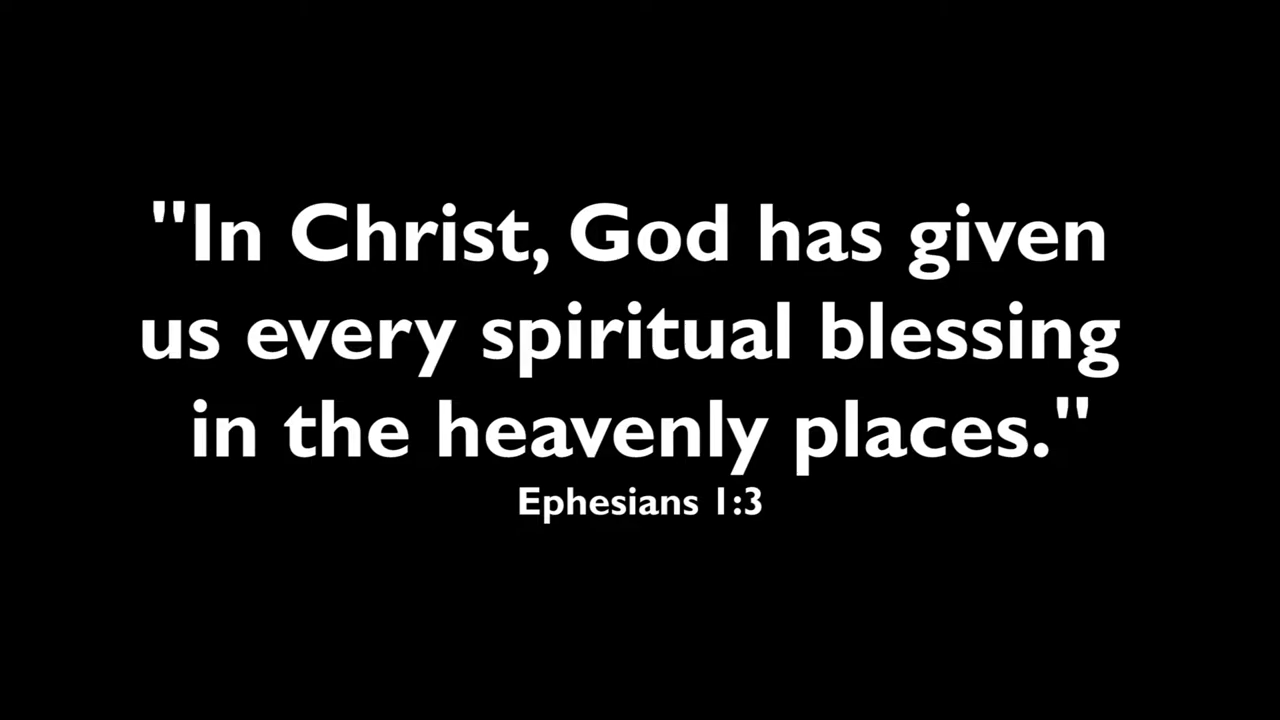 "In Christ, God has given
us every spiritual blessing
in the heavenly places."
Ephesians 1:3